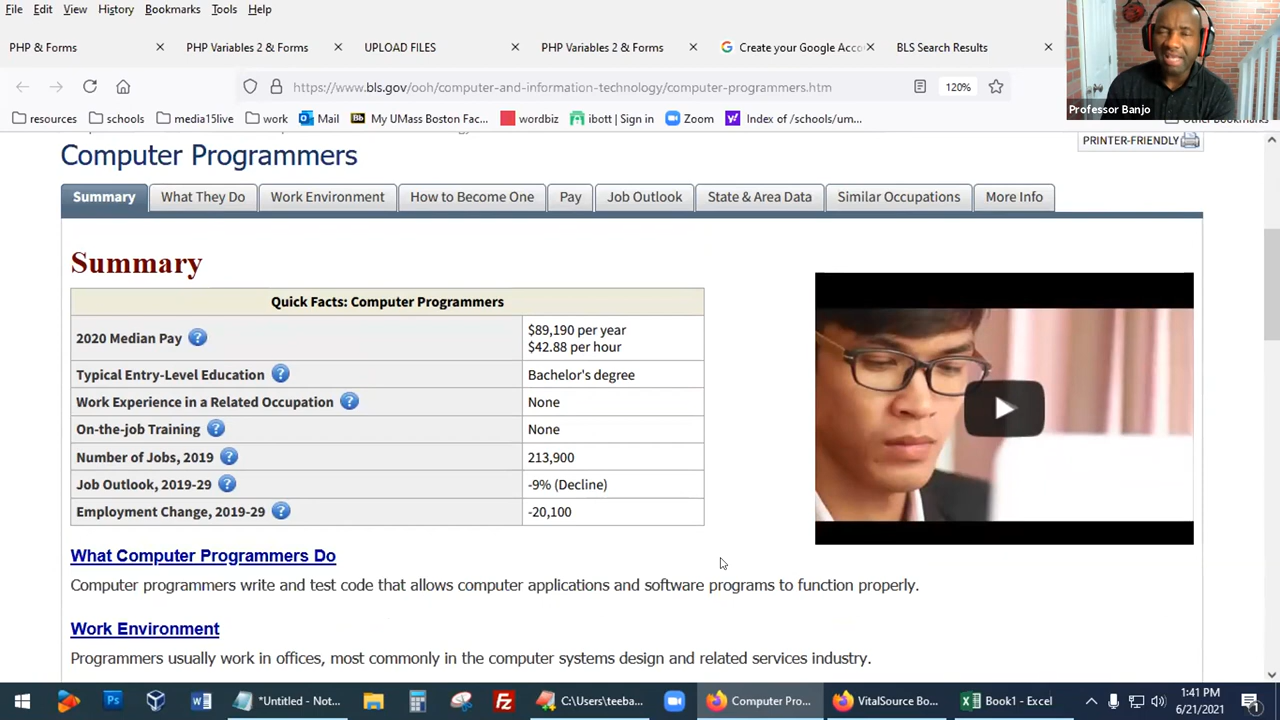 File Edit View History Bookmarks Tools Help
PHP & Forms
PHP Variables 2 & Forms
UPLOAD FILES
PHP Variables 2 & Forms
Create your Google Acco
BLS Search Results
https://www.bls.gov/ooh/computer-and-information-technology/computer-programmers.htm
120%
Professor Banjo
resources
schools
media15live
work
Mail
My UMass Boston Fac...
wordbiz
ibott | Sign in
Zoom
Index of /schools/um...
Other Bookmarks
Computer Programmers
PRINTER-FRIENDLY
Summary
What They Do
Work Environment
How to Become One
Pay
Job Outlook
State & Area Data
Similar Occupations
More Info
Summary
Quick Facts: Computer Programmers
2020 Median Pay
$89,190 per year
$42.88 per hour
Typical Entry-Level Education
Bachelor's degree
Work Experience in a Related Occupation
None
On-the-job Training
None
Number of Jobs, 2019
213,900
Job Outlook, 2019-29
-9% (Decline)
Employment Change, 2019-29
-20,100
What Computer Programmers Do
Computer programmers write and test code that allows computer applications and software programs to function properly.
Work Environment
Programmers usually work in offices, most commonly in the computer systems design and related services industry.
*Untitled - Not...
C:\Users\teeba...
Computer Pro...
VitalSource Bo...
Book1 - Excel
1:41 PM
6/21/2021